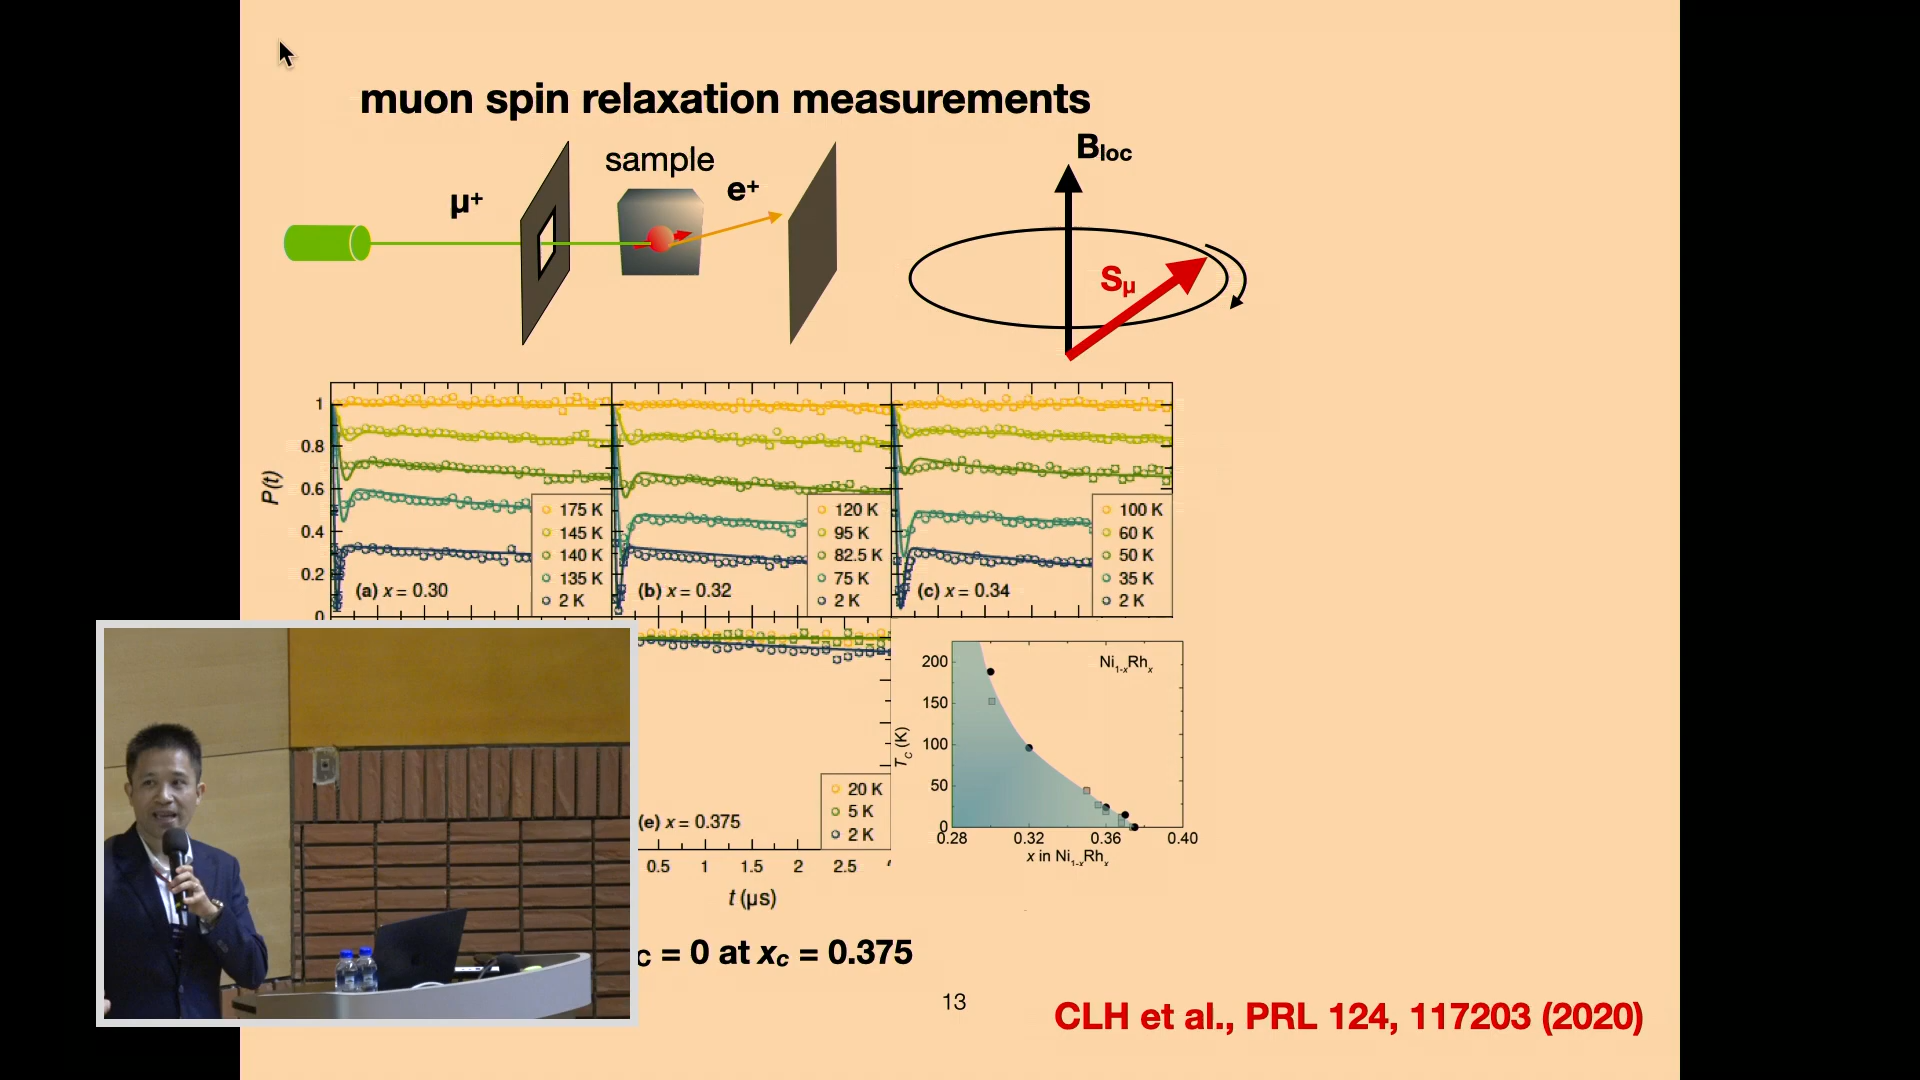 muon spin relaxation measurements
Bloc
sample
e+
μ+
Sμ
1
0.8
0.6
0.4
0.2
0
P(t)
175 K
145 K
140 K
135 K
2 K
(a) x = 0.30
120 K
95 K
82.5 K
75 K
2 K
(b) x = 0.32
100 K
60 K
50 K
35 K
2 K
(c) x = 0.34
20 K
5 K
2 K
(e) x = 0.375
0.5 1 1.5 2 2.5
t (μs)
200
150
100
50
0
TC (K)
Ni1-xRhx
0.28 0.32 0.36 0.40
x in Ni1-xRhx
C = 0 at xc = 0.375
13
CLH et al., PRL 124, 117203 (2020)